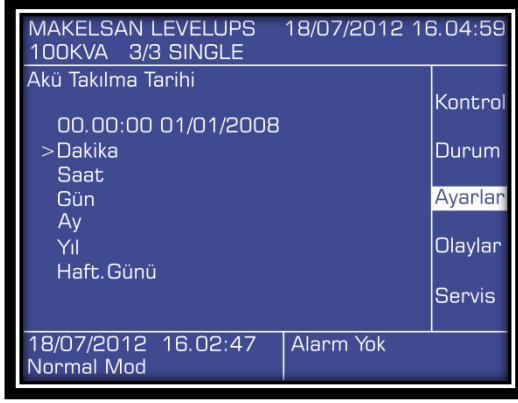 MAKELSAN LEVELUPS 18/07/2012 16.04:59
100KVA 3/3 SINGLE
Akü Takılma Tarihi
00.00:00 01/01/2008
>Dakika
Saat
Gün
Ay
Yıl
Haft.Günü
Kontrol
Durum
Ayarlar
Olaylar
Servis
18/07/2012 16.02:47
Normal Mod
Alarm Yok